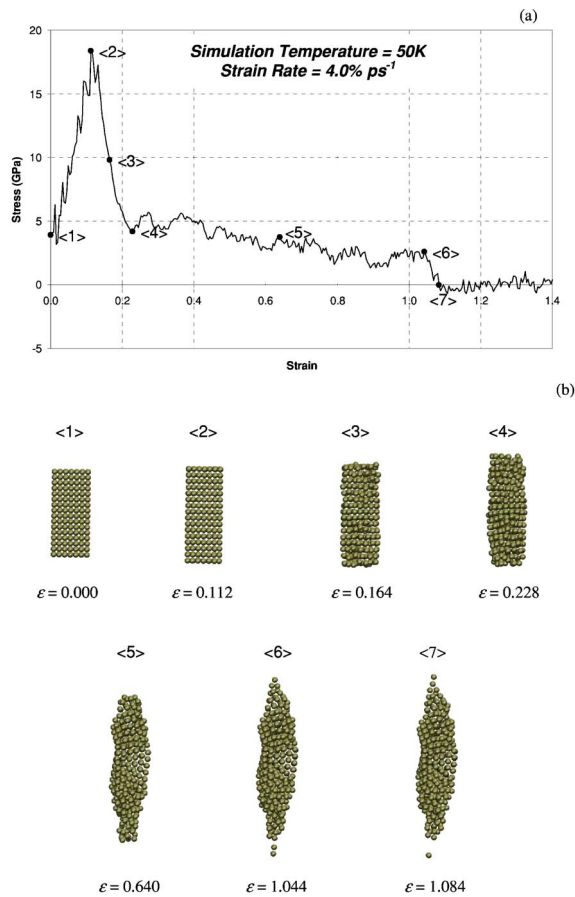 (a)
Simulation Temperature = 50K
Strain Rate = 4.0% ps⁻¹
Stress (GPa)
20
15
10
5
0
-5
<1>
<2>
<3>
<4>
<5>
<6>
<7>
0.0 0.2 0.4 0.6 0.8 1.0 1.2 1.4
Strain
(b)
<1> <2> <3> <4>
ε = 0.000 ε = 0.112 ε = 0.164 ε = 0.228
<5> <6> <7>
ε = 0.640 ε = 1.044 ε = 1.084